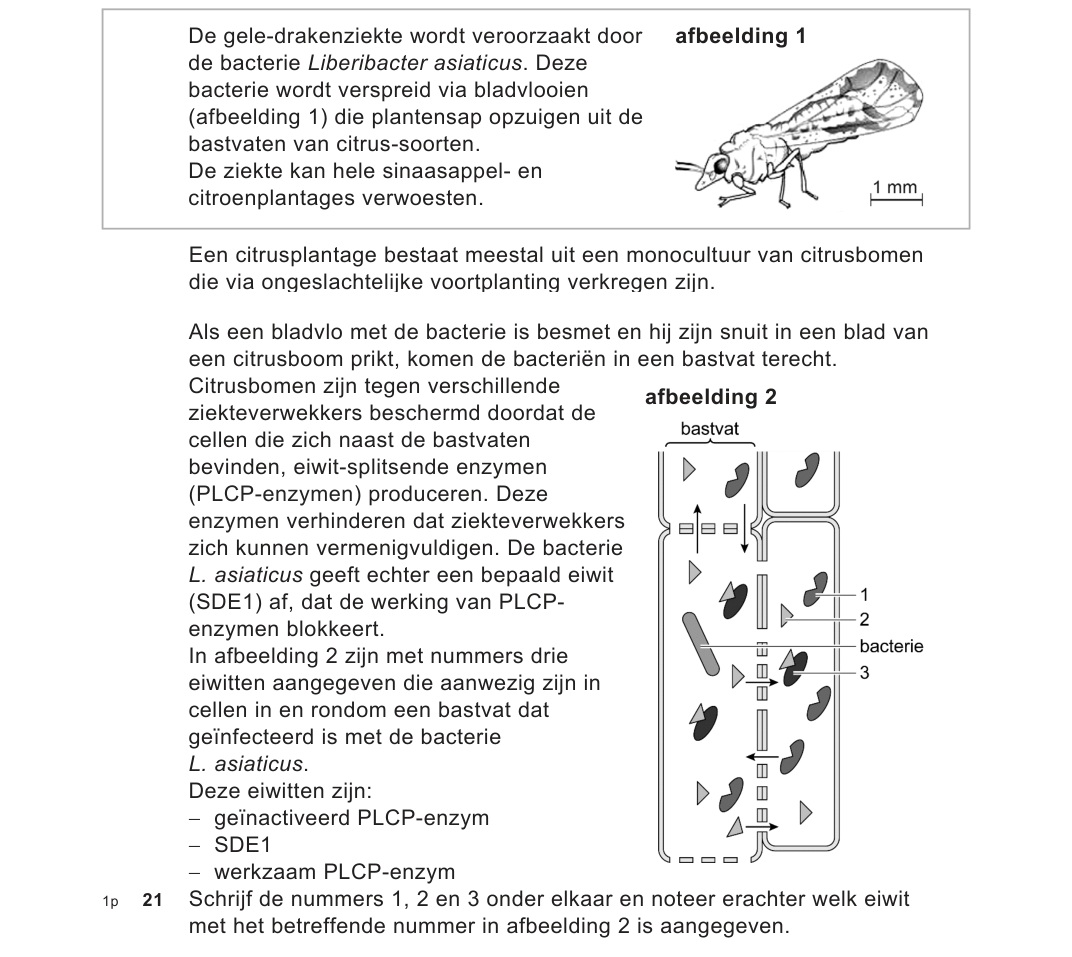 De gele-drakenziekte wordt veroorzaakt door
de bacterie Liberibacter asiaticus. Deze
bacterie wordt verspreid via bladvlooien
(afbeelding 1) die plantensap opzuigen uit de
bastvaten van citrus-soorten.
De ziekte kan hele sinaasappel- en
citroenplantages verwoesten.
afbeelding 1
1 mm
Een citrusplantage bestaat meestal uit een monocultuur van citrusbomen
die via ongeslachtelijke voortplanting verkregen zijn.
Als een bladvlo met de bacterie is besmet en hij zijn snuit in een blad van
een citrusboom prikt, komen de bacteriën in een bastvat terecht.
Citrusbomen zijn tegen verschillende
ziekteverwekkers beschermd doordat de
cellen die zich naast de bastvaten
bevinden, eiwit-splitsende enzymen
(PLCP-enzymen) produceren. Deze
enzymen verhinderen dat ziekteverwekkers
zich kunnen vermenigvuldigen. De bacterie
L. asiaticus geeft echter een bepaald eiwit
(SDE1) af, dat de werking van PLCP-
enzymen blokkeert.
In afbeelding 2 zijn met nummers drie
eiwitten aangegeven die aanwezig zijn in
cellen in en rondom een bastvat dat
geïnfecteerd is met de bacterie
L. asiaticus.
Deze eiwitten zijn:
– geïnactiveerd PLCP-enzym
– SDE1
– werkzaam PLCP-enzym
afbeelding 2
bastvat
1
2
bacterie
3
1p 21 Schrijf de nummers 1, 2 en 3 onder elkaar en noteer erachter welk eiwit
met het betreffende nummer in afbeelding 2 is aangegeven.